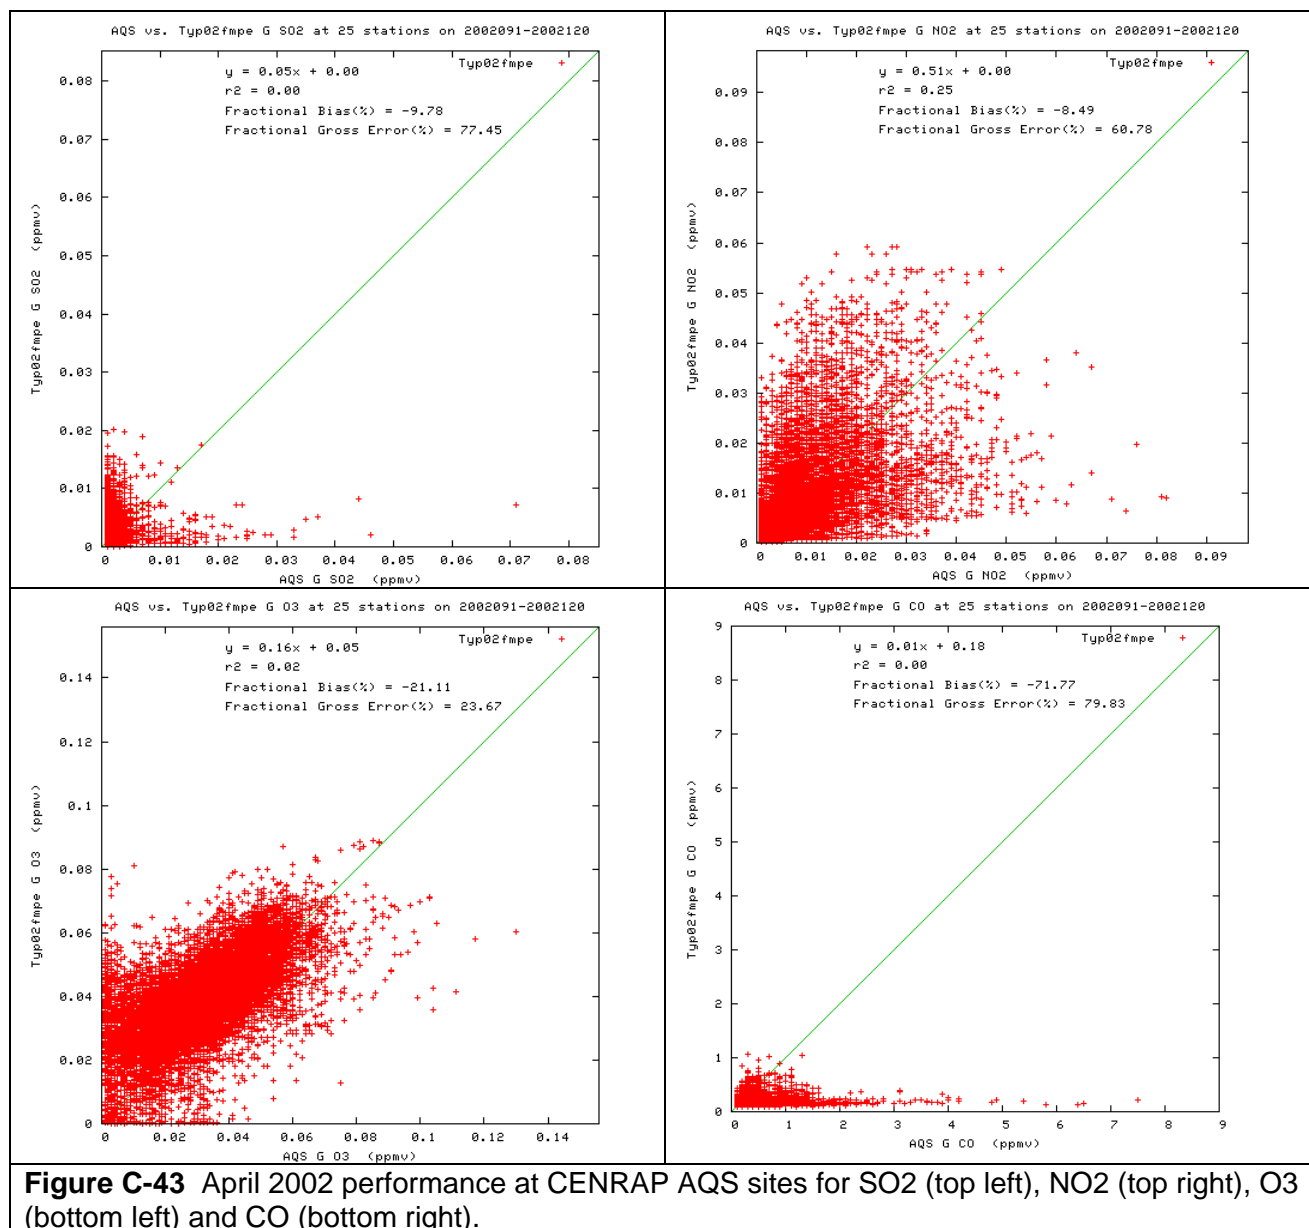 AQS vs. Typ02fmpe G SO2 at 25 stations on 2002091-2002120
Typ02fmpe
y = 0.05x + 0.00
r2 = 0.00
Fractional Bias(%) = -9.78
Fractional Gross Error(%) = 77.45
Typ02fmpe G SO2 (ppmv)
0.08
0.07
0.06
0.05
0.04
0.03
0.02
0.01
0
0 0.01 0.02 0.03 0.04 0.05 0.06 0.07 0.08
AQS G SO2 (ppmv)
AQS vs. Typ02fmpe G NO2 at 25 stations on 2002091-2002120
Typ02fmpe
y = 0.51x + 0.00
r2 = 0.25
Fractional Bias(%) = -8.49
Fractional Gross Error(%) = 60.78
Typ02fmpe G NO2 (ppmv)
0.09
0.08
0.07
0.06
0.05
0.04
0.03
0.02
0.01
0
0 0.01 0.02 0.03 0.04 0.05 0.06 0.07 0.08 0.09
AQS G NO2 (ppmv)
AQS vs. Typ02fmpe G O3 at 25 stations on 2002091-2002120
Typ02fmpe
y = 0.16x + 0.05
r2 = 0.02
Fractional Bias(%) = -21.11
Fractional Gross Error(%) = 23.67
Typ02fmpe G O3 (ppmv)
0.14
0.12
0.1
0.08
0.06
0.04
0.02
0
0 0.02 0.04 0.06 0.08 0.1 0.12 0.14
AQS G O3 (ppmv)
AQS vs. Typ02fmpe G CO at 25 stations on 2002091-2002120
Typ02fmpe
y = 0.01x + 0.18
r2 = 0.00
Fractional Bias(%) = -71.77
Fractional Gross Error(%) = 79.83
Typ02fmpe G CO (ppmv)
9
8
7
6
5
4
3
2
1
0
0 1 2 3 4 5 6 7 8 9
AQS G CO (ppmv)
Figure C-43 April 2002 performance at CENRAP AQS sites for SO2 (top left), NO2 (top right), O3
(bottom left) and CO (bottom right).